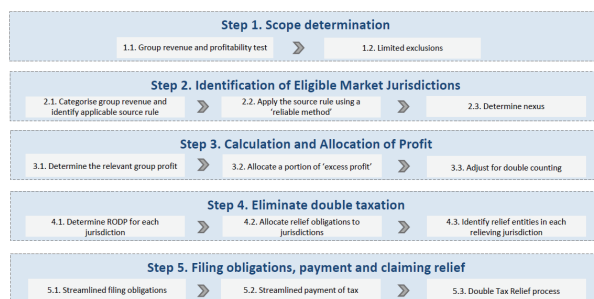 Step 1. Scope determination
1.1. Group revenue and profitability test
1.2. Limited exclusions
Step 2. Identification of Eligible Market Jurisdictions
2.1. Categorise group revenue and
identify applicable source rule
2.2. Apply the source rule using a
‘reliable method’
2.3. Determine nexus
Step 3. Calculation and Allocation of Profit
3.1. Determine the relevant group profit
3.2. Allocate a portion of ‘excess profit’
3.3. Adjust for double counting
Step 4. Eliminate double taxation
4.1. Determine RODP for each
jurisdiction
4.2. Allocate relief obligations to
jurisdictions
4.3. Identify relief entities in each
relieving jurisdiction
Step 5. Filing obligations, payment and claiming relief
5.1. Streamlined filing obligations
5.2. Streamlined payment of tax
5.3. Double Tax Relief process